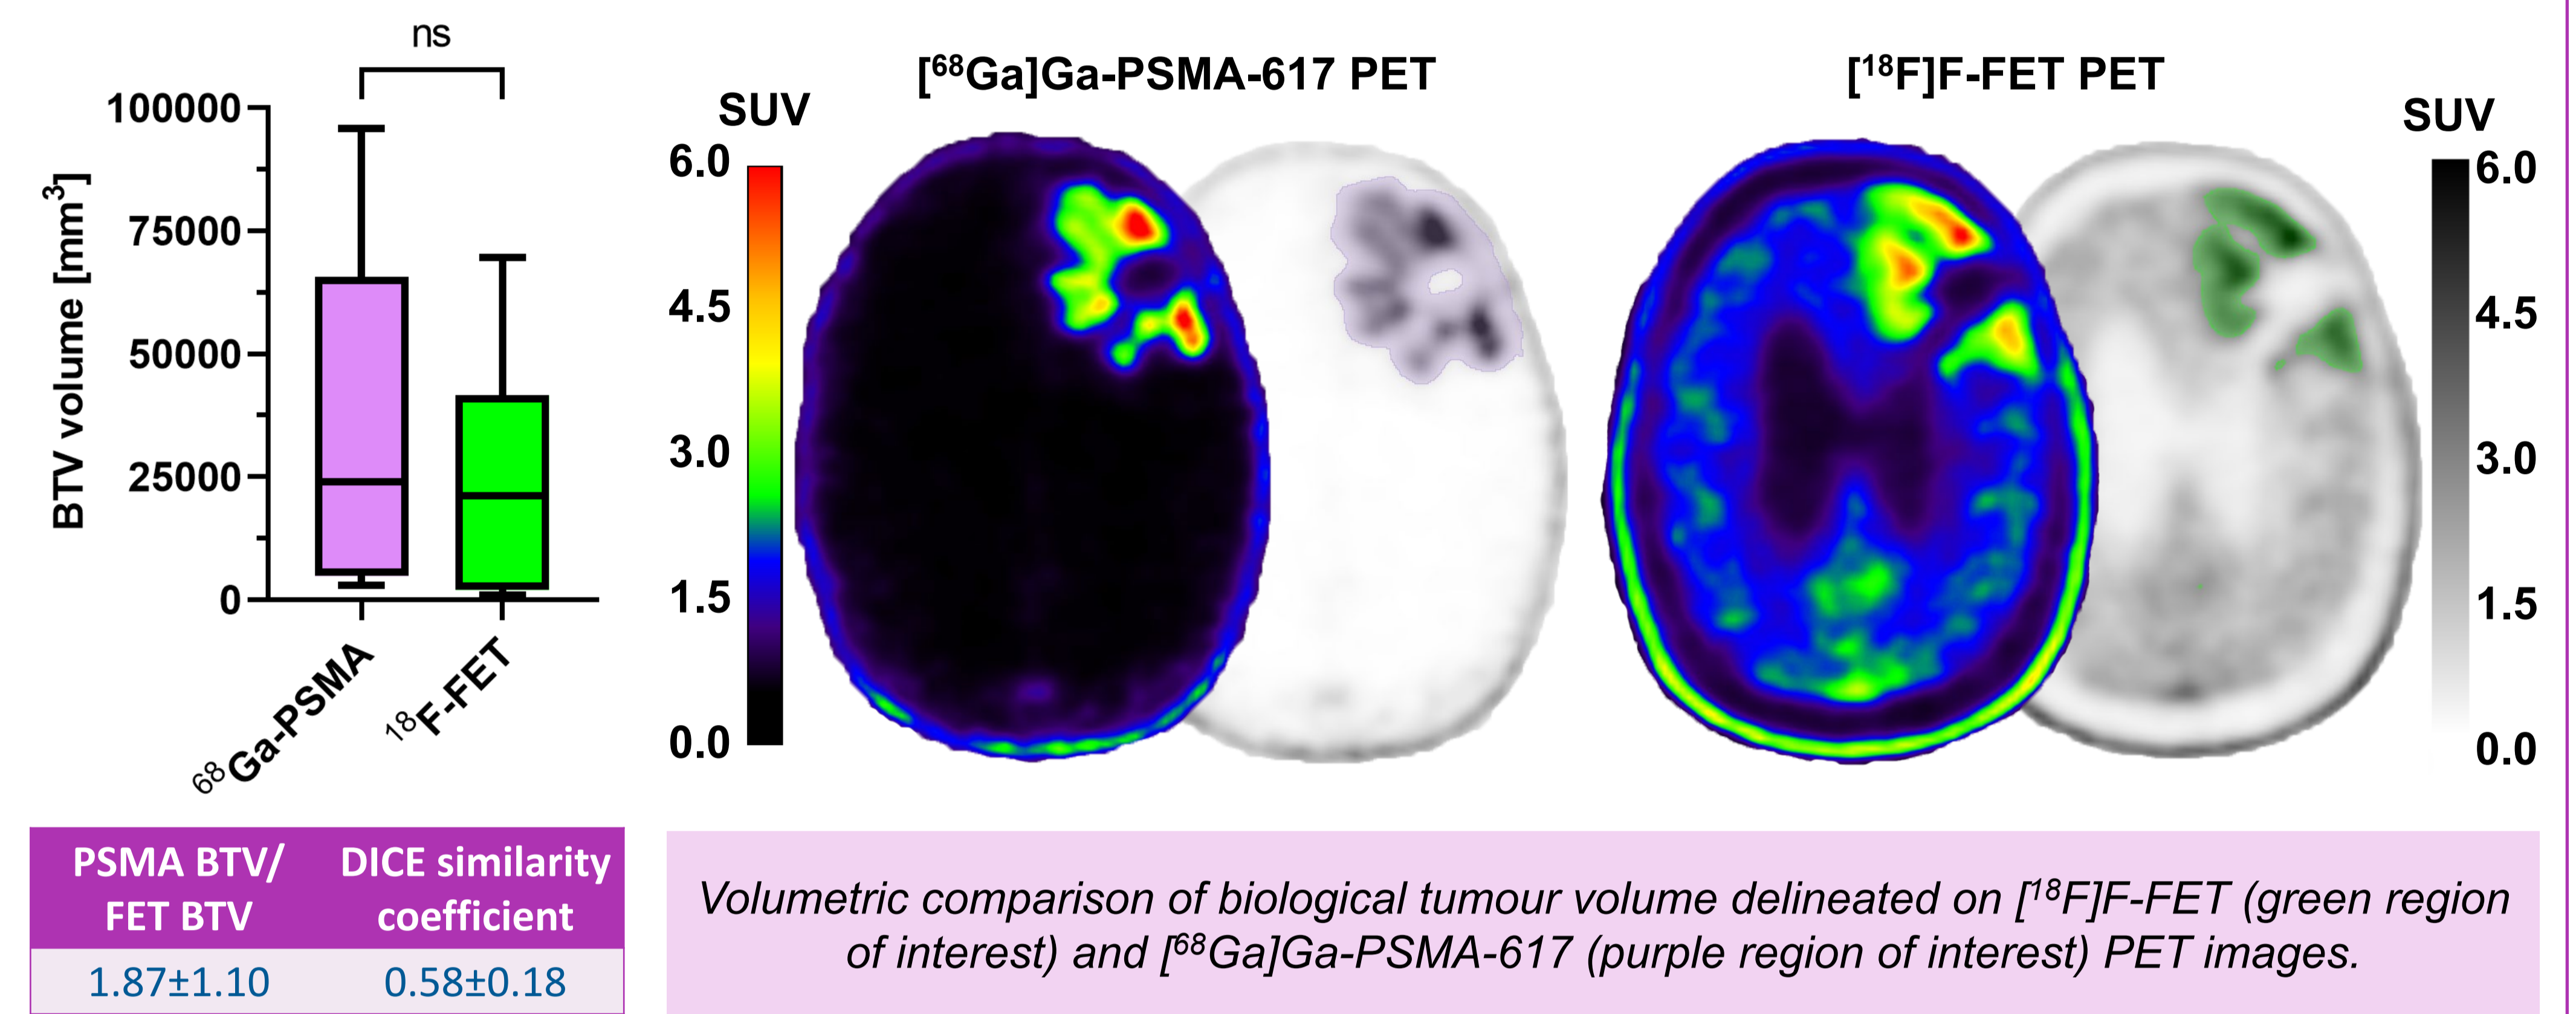 ns
100000
75000
50000
25000
0
BTV volume [mm³]
⁶⁸Ga-PSMA
¹⁸F-FET
[⁶⁸Ga]Ga-PSMA-617 PET
SUV
6.0
4.5
3.0
1.5
0.0
[¹⁸F]F-FET PET
SUV
6.0
4.5
3.0
1.5
0.0
PSMA BTV/
FET BTV
DICE similarity
coefficient
1.87±1.10
0.58±0.18
Volumetric comparison of biological tumour volume delineated on [¹⁸F]F-FET (green region
of interest) and [⁶⁸Ga]Ga-PSMA-617 (purple region of interest) PET images.